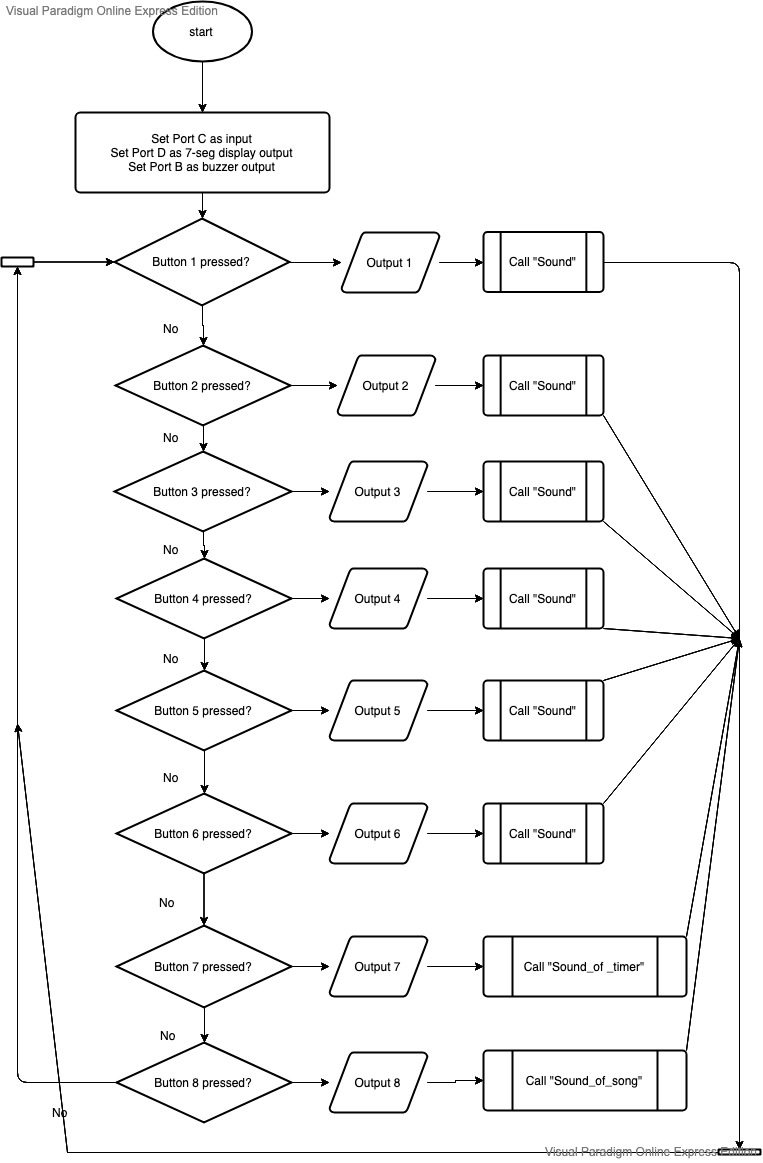 Visual Paradigm Online Express Edition
start
Set Port C as input
Set Port D as 7-seg display output
Set Port B as buzzer output
Button 1 pressed?
Output 1
Call "Sound"
No
Button 2 pressed?
Output 2
Call "Sound"
No
Button 3 pressed?
Output 3
Call "Sound"
No
Button 4 pressed?
Output 4
Call "Sound"
No
Button 5 pressed?
Output 5
Call "Sound"
No
Button 6 pressed?
Output 6
Call "Sound"
No
Button 7 pressed?
Output 7
Call "Sound_of _timer"
No
Button 8 pressed?
Output 8
Call "Sound_of_song"
No
Visual Paradigm Online Express Edition